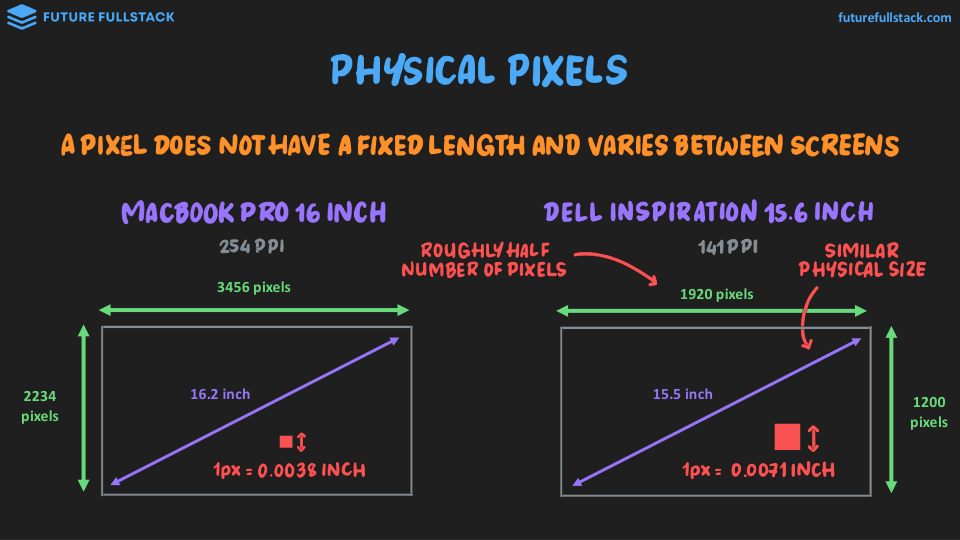 FUTURE FULLSTACK
futurefullstack.com
PHYSICAL PIXELS
A PIXEL DOES NOT HAVE A FIXED LENGTH AND VARIES BETWEEN SCREENS
MACBOOK PRO 16 INCH
254 PPI
3456 pixels
2234
pixels
16.2 inch
1px = 0.0038 INCH
DELL INSPIRATION 15.6 INCH
141 PPI
ROUGHLY HALF
NUMBER OF PIXELS
SIMILAR
PHYSICAL SIZE
1920 pixels
15.5 inch
1200
pixels
1px = 0.0071 INCH